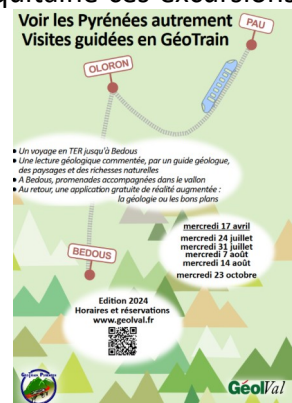 Voir les Pyrénées autrement
Visites guidées en GéoTrain
PAU
OLORON
• Un voyage en TER jusqu'à Bedous
• Une lecture géologique commentée, par un guide géologue,
des paysages et des richesses naturelles
• A Bedous, promenades accompagnées dans le vallon
• Au retour, une application gratuite de réalité augmentée :
la géologie ou les bons plans
mercredi 17 avril
mercredi 24 juillet
mercredi 31 juillet
mercredi 7 août
mercredi 14 août
mercredi 23 octobre
BEDOUS
Edition 2024
Horaires et réservations
www.geolval.fr
GéolVal